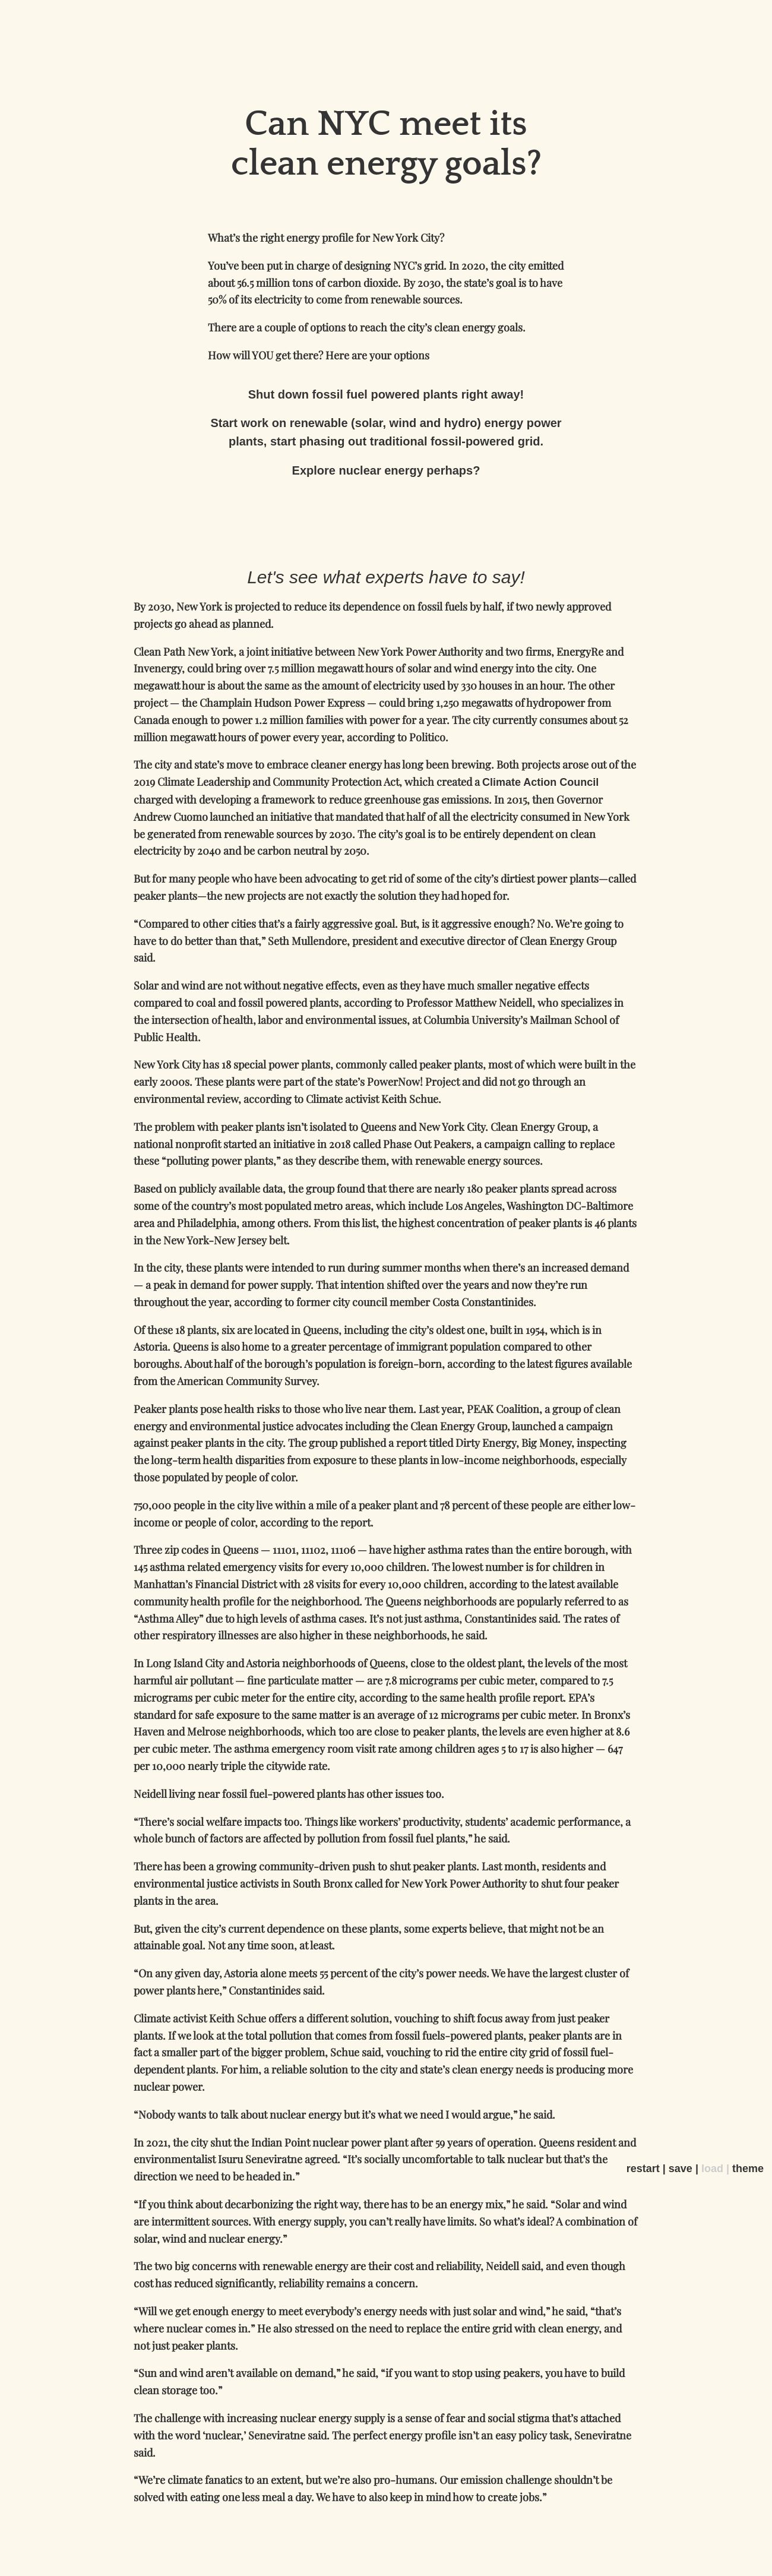 Can NYC meet its
clean energy goals?
What's the right energy profile for New York City?
You've been put in charge of designing NYC's grid. In 2020, the city emitted
about 56.5 million tons of carbon dioxide. By 2030, the state's goal is to have
50% of its electricity to come from renewable sources.
There are a couple of options to reach the city's clean energy goals.
How will YOU get there? Here are your options
Shut down fossil fuel powered plants right away!
Start work on renewable (solar, wind and hydro) energy power
plants, start phasing out traditional fossil-powered grid.
Explore nuclear energy perhaps?
Let's see what experts have to say!
By 2030, New York is projected to reduce its dependence on fossil fuels by half, if two newly approved
projects go ahead as planned.
Clean Path New York, a joint initiative between New York Power Authority and two firms, EnergyRe and
Invenergy, could bring over 7.5 million megawatt hours of solar and wind energy into the city. One
megawatt hour is about the same as the amount of electricity used by 330 houses in an hour. The other
project — the Champlain Hudson Power Express — could bring 1,250 megawatts of hydropower from
Canada enough to power 1.2 million families with power for a year. The city currently consumes about 52
million megawatt hours of power every year, according to Politico.
The city and state's move to embrace cleaner energy has long been brewing. Both projects arose out of the
2019 Climate Leadership and Community Protection Act, which created a Climate Action Council
charged with developing a framework to reduce greenhouse gas emissions. In 2015, then Governor
Andrew Cuomo launched an initiative that mandated that half of all the electricity consumed in New York
be generated from renewable sources by 2030. The city's goal is to be entirely dependent on clean
electricity by 2040 and be carbon neutral by 2050.
But for many people who have been advocating to get rid of some of the city's dirtiest power plants—called
peaker plants—the new projects are not exactly the solution they had hoped for.
“Compared to other cities that's a fairly aggressive goal. But, is it aggressive enough? No. We're going to
have to do better than that,” Seth Mullendore, president and executive director of Clean Energy Group
said.
Solar and wind are not without negative effects, even as they have much smaller negative effects
compared to coal and fossil powered plants, according to Professor Matthew Neidell, who specializes in
the intersection of health, labor and environmental issues, at Columbia University's Mailman School of
Public Health.
New York City has 18 special power plants, commonly called peaker plants, most of which were built in the
early 2000s. These plants were part of the state's PowerNow! Project and did not go through an
environmental review, according to Climate activist Keith Schue.
The problem with peaker plants isn't isolated to Queens and New York City. Clean Energy Group, a
national nonprofit started an initiative in 2018 called Phase Out Peakers, a campaign calling to replace
these “polluting power plants,” as they describe them, with renewable energy sources.
Based on publicly available data, the group found that there are nearly 180 peaker plants spread across
some of the country's most populated metro areas, which include Los Angeles, Washington DC-Baltimore
area and Philadelphia, among others. From this list, the highest concentration of peaker plants is 46 plants
in the New York-New Jersey belt.
In the city, these plants were intended to run during summer months when there's an increased demand
— a peak in demand for power supply. That intention shifted over the years and now they're run
throughout the year, according to former city council member Costa Constantinides.
Of these 18 plants, six are located in Queens, including the city's oldest one, built in 1954, which is in
Astoria. Queens is also home to a greater percentage of immigrant population compared to other
boroughs. About half of the borough's population is foreign-born, according to the latest figures available
from the American Community Survey.
Peaker plants pose health risks to those who live near them. Last year, PEAK Coalition, a group of clean
energy and environmental justice advocates including the Clean Energy Group, launched a campaign
against peaker plants in the city. The group published a report titled Dirty Energy, Big Money, inspecting
the long-term health disparities from exposure to these plants in low-income neighborhoods, especially
those populated by people of color.
750,000 people in the city live within a mile of a peaker plant and 78 percent of these people are either low-
income or people of color, according to the report.
Three zip codes in Queens — 11101, 11102, 11106 — have higher asthma rates than the entire borough, with
145 asthma related emergency visits for every 10,000 children. The lowest number is for children in
Manhattan's Financial District with 28 visits for every 10,000 children, according to the latest available
community health profile for the neighborhood. The Queens neighborhoods are popularly referred to as
“Asthma Alley” due to high levels of asthma cases. It's not just asthma, Constantinides said. The rates of
other respiratory illnesses are also higher in these neighborhoods, he said.
In Long Island City and Astoria neighborhoods of Queens, close to the oldest plant, the levels of the most
harmful air pollutant — fine particulate matter — are 7.8 micrograms per cubic meter, compared to 7.5
micrograms per cubic meter for the entire city, according to the same health profile report. EPA's
standard for safe exposure to the same matter is an average of 12 micrograms per cubic meter. In Bronx's
Haven and Melrose neighborhoods, which too are close to peaker plants, the levels are even higher at 8.6
per cubic meter. The asthma emergency room visit rate among children ages 5 to 17 is also higher — 647
per 10,000 nearly triple the citywide rate.
Neidell living near fossil fuel-powered plants has other issues too.
“There's social welfare impacts too. Things like workers' productivity, students' academic performance, a
whole bunch of factors are affected by pollution from fossil fuel plants,” he said.
There has been a growing community-driven push to shut peaker plants. Last month, residents and
environmental justice activists in South Bronx called for New York Power Authority to shut four peaker
plants in the area.
But, given the city's current dependence on these plants, some experts believe, that might not be an
attainable goal. Not any time soon, at least.
“On any given day, Astoria alone meets 55 percent of the city's power needs. We have the largest cluster of
power plants here,” Constantinides said.
Climate activist Keith Schue offers a different solution, vouching to shift focus away from just peaker
plants. If we look at the total pollution that comes from fossil fuels-powered plants, peaker plants are in
fact a smaller part of the bigger problem, Schue said, vouching to rid the entire city grid of fossil fuel-
dependent plants. For him, a reliable solution to the city and state's clean energy needs is producing more
nuclear power.
“Nobody wants to talk about nuclear energy but it's what we need I would argue,” he said.
In 2021, the city shut the Indian Point nuclear power plant after 59 years of operation. Queens resident and
environmentalist Isuru Seneviratne agreed. “It's socially uncomfortable to talk nuclear but that's the
direction we need to be headed in.”
restart | save | load | theme
“If you think about decarbonizing the right way, there has to be an energy mix,” he said. “Solar and wind
are intermittent sources. With energy supply, you can't really have limits. So what's ideal? A combination of
solar, wind and nuclear energy.”
The two big concerns with renewable energy are their cost and reliability, Neidell said, and even though
cost has reduced significantly, reliability remains a concern.
“Will we get enough energy to meet everybody's energy needs with just solar and wind,” he said, “that's
where nuclear comes in.” He also stressed on the need to replace the entire grid with clean energy, and
not just peaker plants.
“Sun and wind aren't available on demand,” he said, “if you want to stop using peakers, you have to build
clean storage too.”
The challenge with increasing nuclear energy supply is a sense of fear and social stigma that's attached
with the word ‘nuclear,’ Seneviratne said. The perfect energy profile isn't an easy policy task, Seneviratne
said.
“We're climate fanatics to an extent, but we're also pro-humans. Our emission challenge shouldn't be
solved with eating one less meal a day. We have to also keep in mind how to create jobs.”